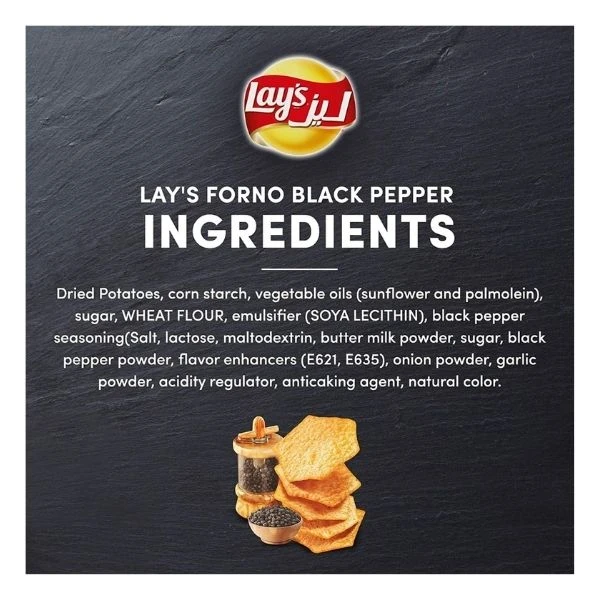 Lay's ليز
LAY'S FORNO BLACK PEPPER
INGREDIENTS
Dried Potatoes, corn starch, vegetable oils (sunflower and palmolein),
sugar, WHEAT FLOUR, emulsifier (SOYA LECITHIN), black pepper
seasoning(Salt, lactose, maltodextrin, butter milk powder, sugar, black
pepper powder, flavor enhancers (E621, E635), onion powder, garlic
powder, acidity regulator, anticaking agent, natural color.